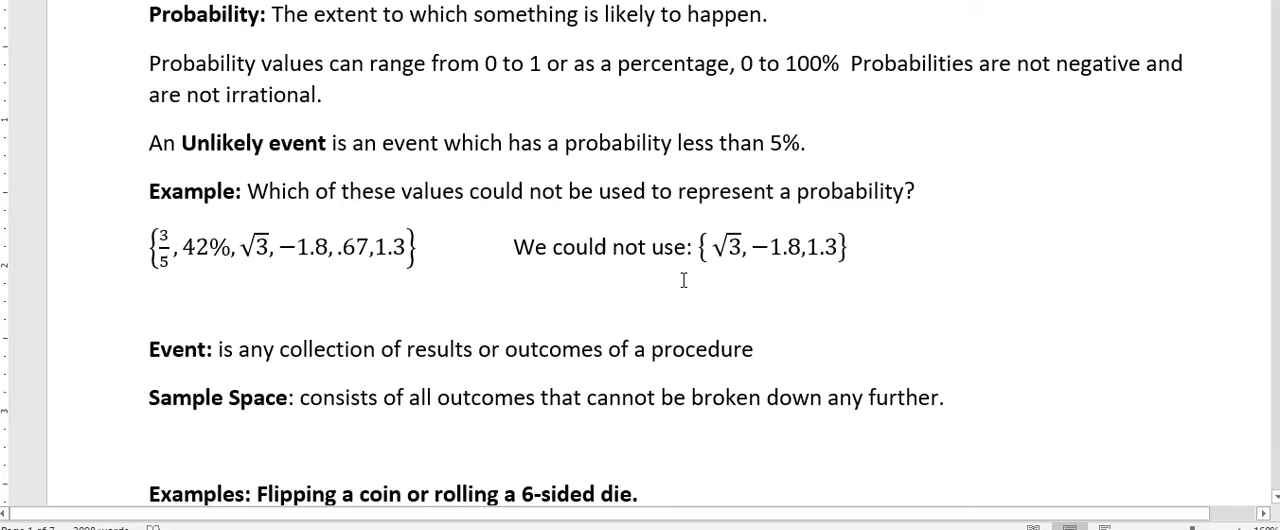 Probability: The extent to which something is likely to happen.
Probability values can range from 0 to 1 or as a percentage, 0 to 100%  Probabilities are not negative and
are not irrational.
An Unlikely event is an event which has a probability less than 5%.
Example: Which of these values could not be used to represent a probability?
{3/5, 42%, √3, −1.8, .67,1.3} We could not use: { √3, −1.8,1.3}
Event: is any collection of results or outcomes of a procedure
Sample Space: consists of all outcomes that cannot be broken down any further.
Examples: Flipping a coin or rolling a 6-sided die.